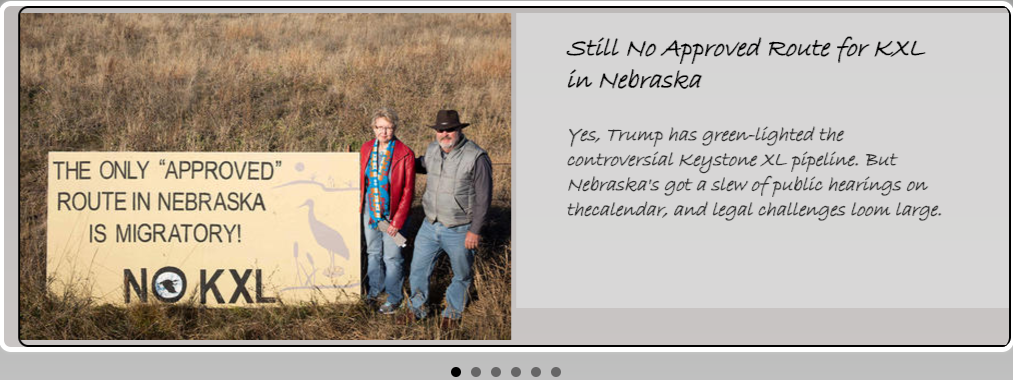 THE ONLY “APPROVED”
ROUTE IN NEBRASKA
IS MIGRATORY!
NO KXL
Still No Approved Route for KXL
in Nebraska
Yes, Trump has green-lighted the
controversial Keystone XL pipeline. But
Nebraska's got a slew of public hearings on
thecalendar, and legal challenges loom large.